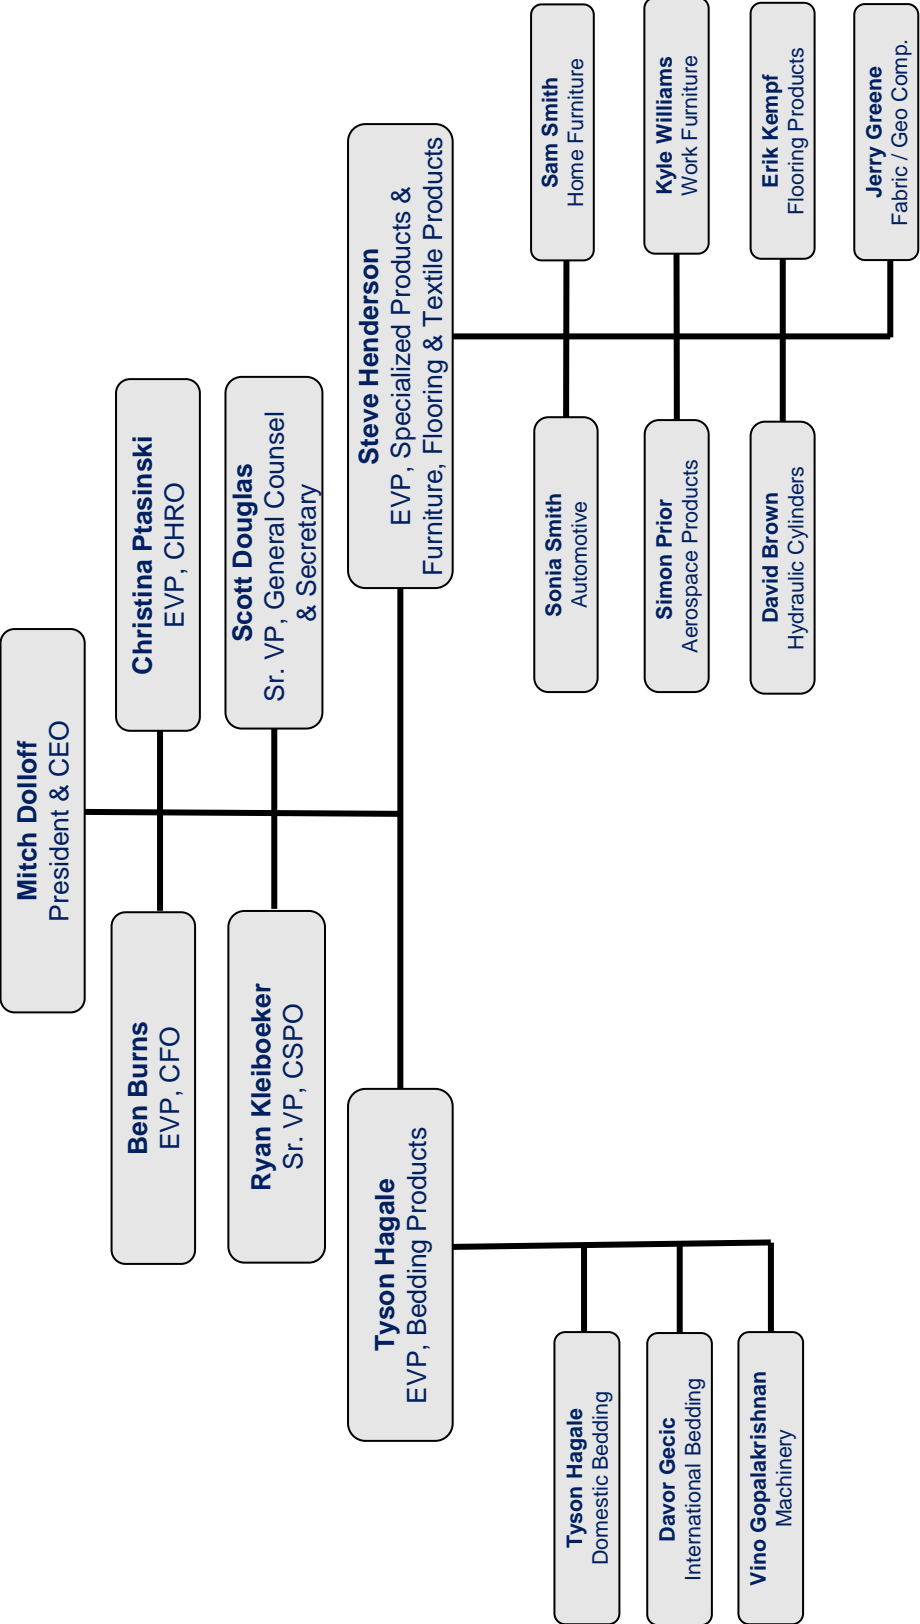 Mitch Dolloff
President & CEO
Ben Burns
EVP, CFO
Christina Ptasinski
EVP, CHRO
Ryan Kleiboeker
Sr. VP, CSPO
Scott Douglas
Sr. VP, General Counsel
& Secretary
Tyson Hagale
EVP, Bedding Products
Steve Henderson
EVP, Specialized Products &
Furniture, Flooring & Textile Products
Tyson Hagale
Domestic Bedding
Davor Gecic
International Bedding
Vino Gopalakrishnan
Machinery
Sonia Smith
Automotive
Sam Smith
Home Furniture
Simon Prior
Aerospace Products
Kyle Williams
Work Furniture
David Brown
Hydraulic Cylinders
Erik Kempf
Flooring Products
Jerry Greene
Fabric / Geo Comp.